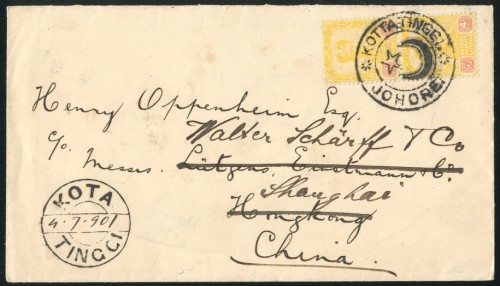 KOTTA TINGGI
JOHORE
Henry Oppenheim Esq.
Walter Schärff & Co
c/o Messrs. Lütgens, Einstmann & Co.
Shanghai
Hongkong
China.
KOTA
4.7.901
TINGGI